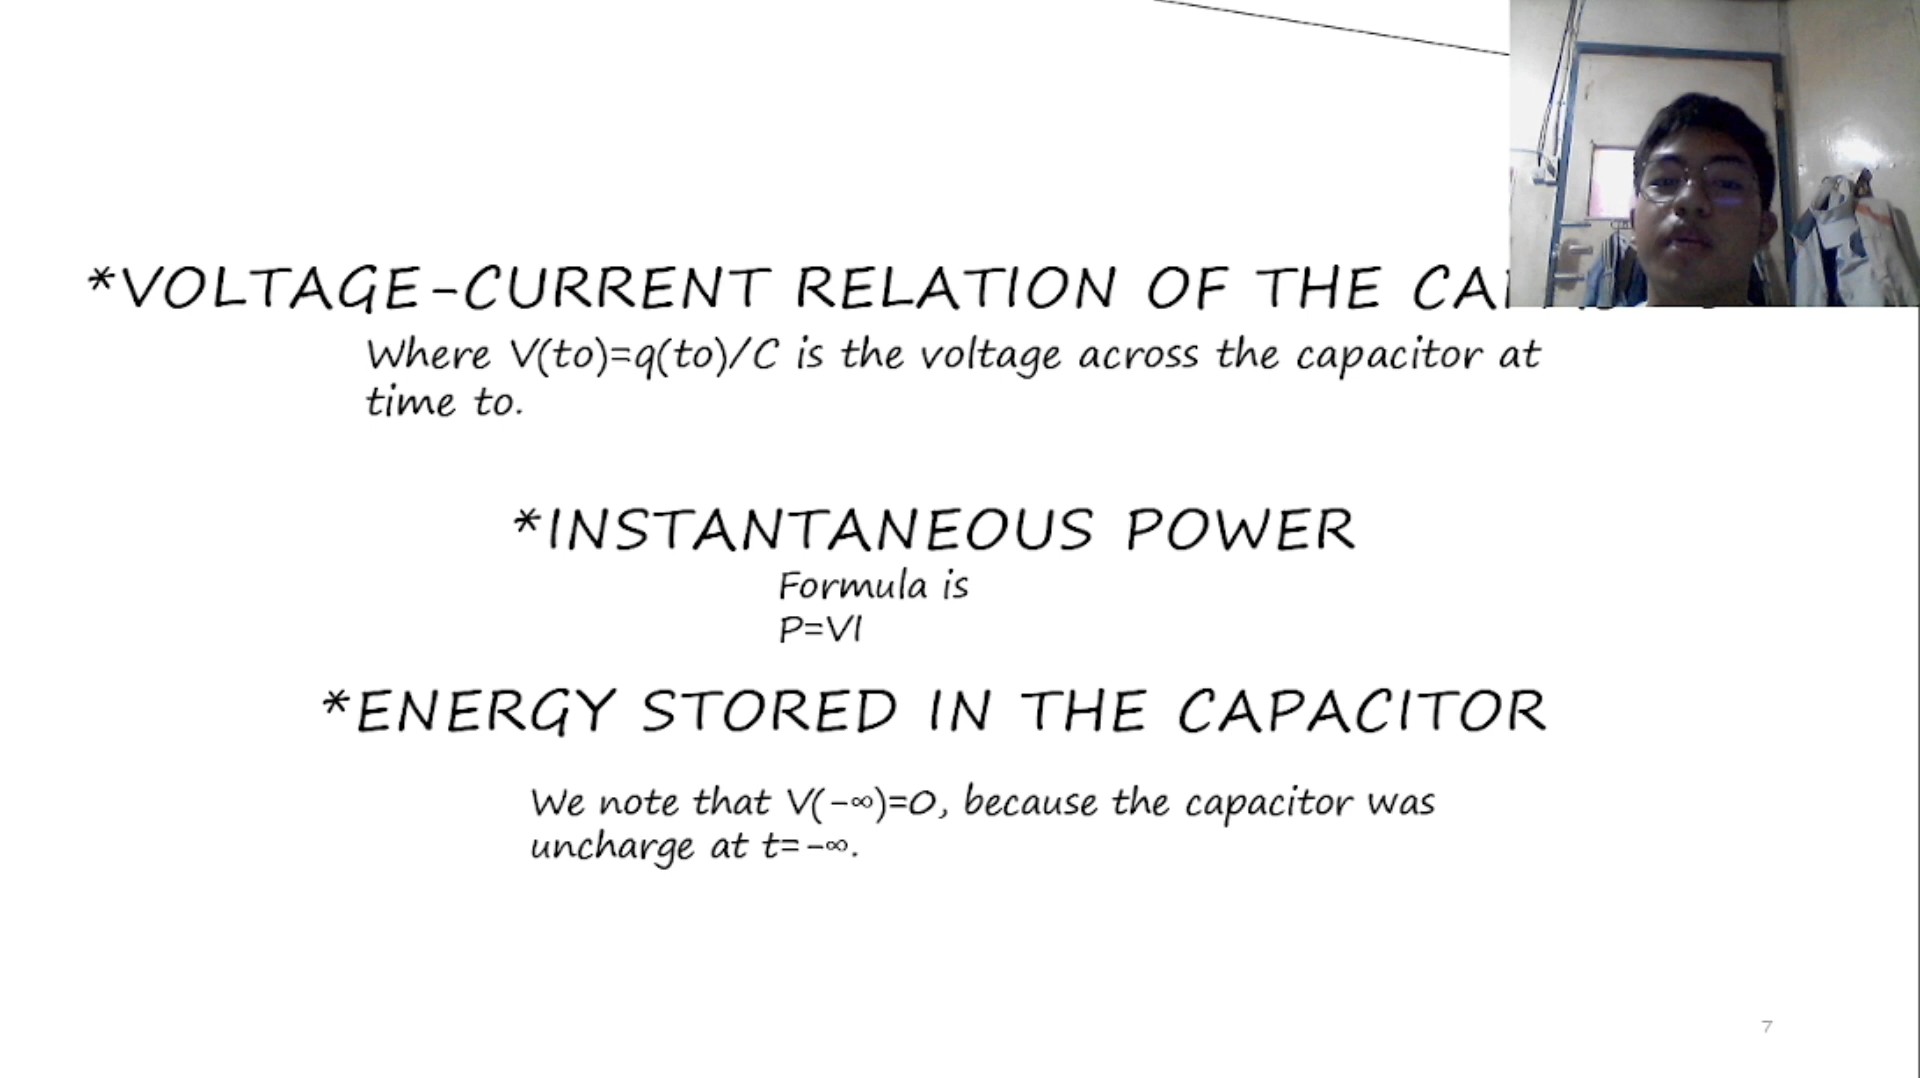 *VOLTAGE-CURRENT RELATION OF THE
Where V(to)=q(to)/C is the voltage across the capacitor at
time to.
*INSTANTANEOUS POWER
Formula is
P=VI
*ENERGY STORED IN THE CAPACITOR
We note that V(-∞)=0, because the capacitor was
uncharge at t=-∞.
7